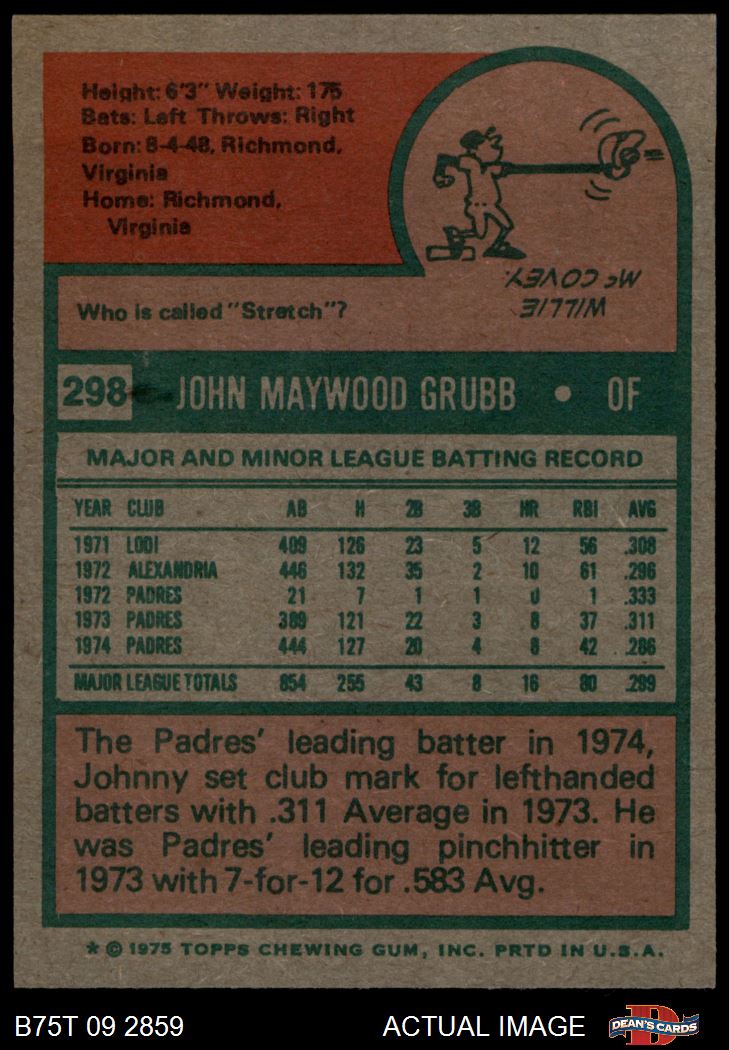 Height: 6'3" Weight: 175
Bats: Left Throws: Right
Born: 8-4-48, Richmond,
Virginia
Home: Richmond,
Virginia
Who is called "Stretch"?
WILLIE
McCOVEY.
298 JOHN MAYWOOD GRUBB • OF
MAJOR AND MINOR LEAGUE BATTING RECORD
YEAR CLUB AB H 2B 3B HR RBI AVG
1971 LODI 409 126 23 5 12 56 .308
1972 ALEXANDRIA 446 132 35 2 10 61 .296
1972 PADRES 21 7 1 1 0 1 .333
1973 PADRES 389 121 22 3 8 37 .311
1974 PADRES 444 127 20 4 8 42 .286
MAJOR LEAGUE TOTALS 854 255 43 8 16 80 .299
The Padres' leading batter in 1974,
Johnny set club mark for lefthanded
batters with .311 Average in 1973. He
was Padres' leading pinchhitter in
1973 with 7-for-12 for .583 Avg.
* © 1975 TOPPS CHEWING GUM, INC. PRTD IN U.S.A.
B75T 09 2859 ACTUAL IMAGE DEAN'S CARDS